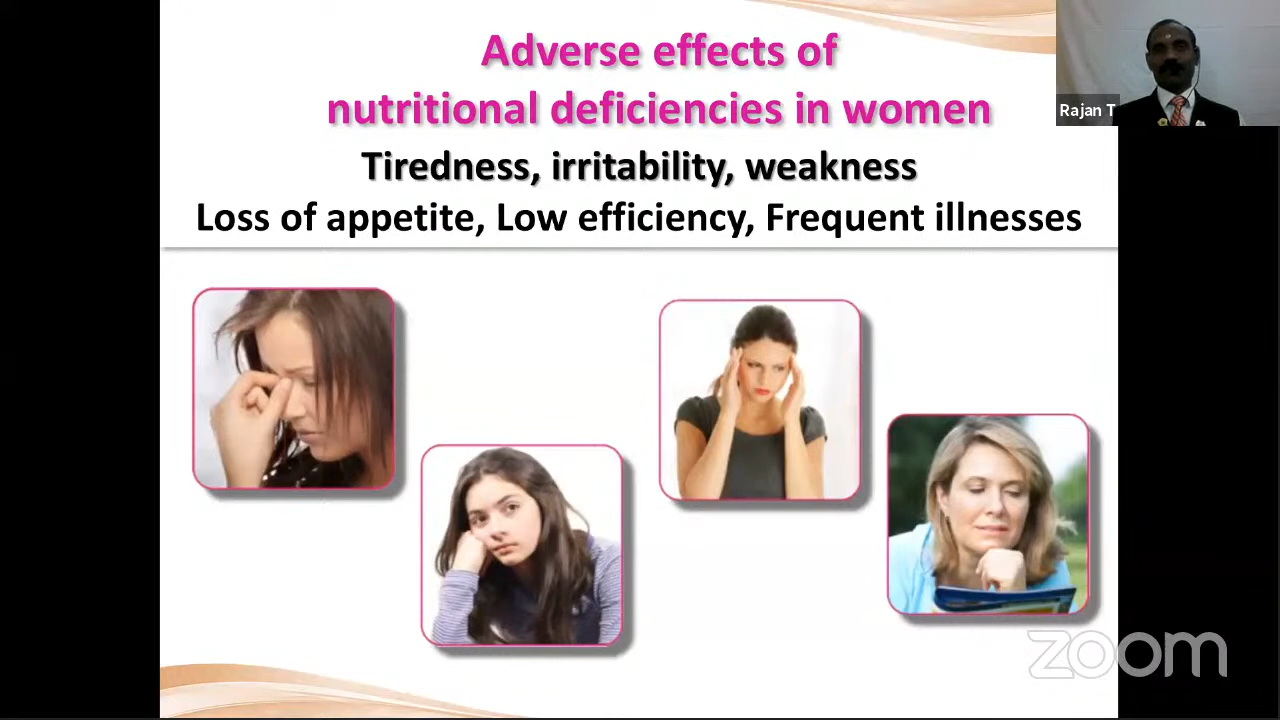 Adverse effects of
nutritional deficiencies in women
Tiredness, irritability, weakness
Loss of appetite, Low efficiency, Frequent illnesses
Rajan T
zoom